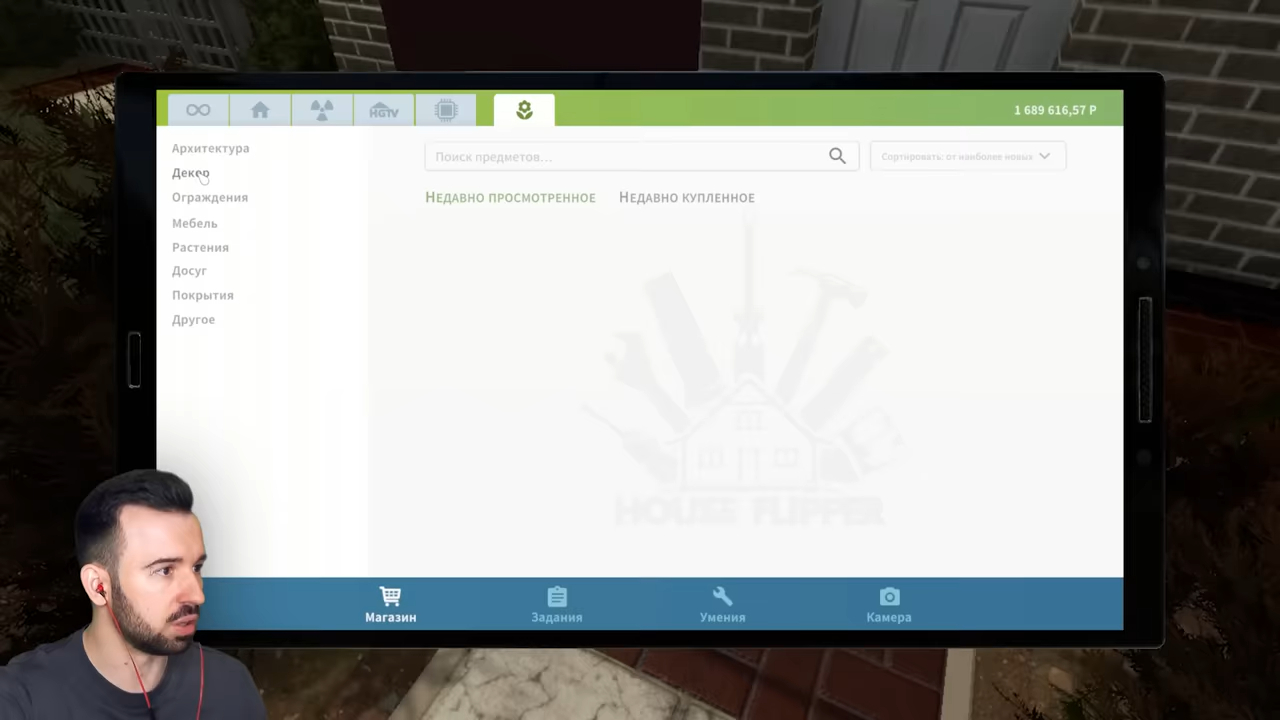 HGTV
1 689 616,57 Р
Архитектура
Декор
Ограждения
Мебель
Растения
Досуг
Покрытия
Другое
Поиск предметов...
Сортировать: от наиболее новых
Недавно просмотренное
Недавно купленное
HOUSE FLIPPER
Магазин
Задания
Умения
Камера